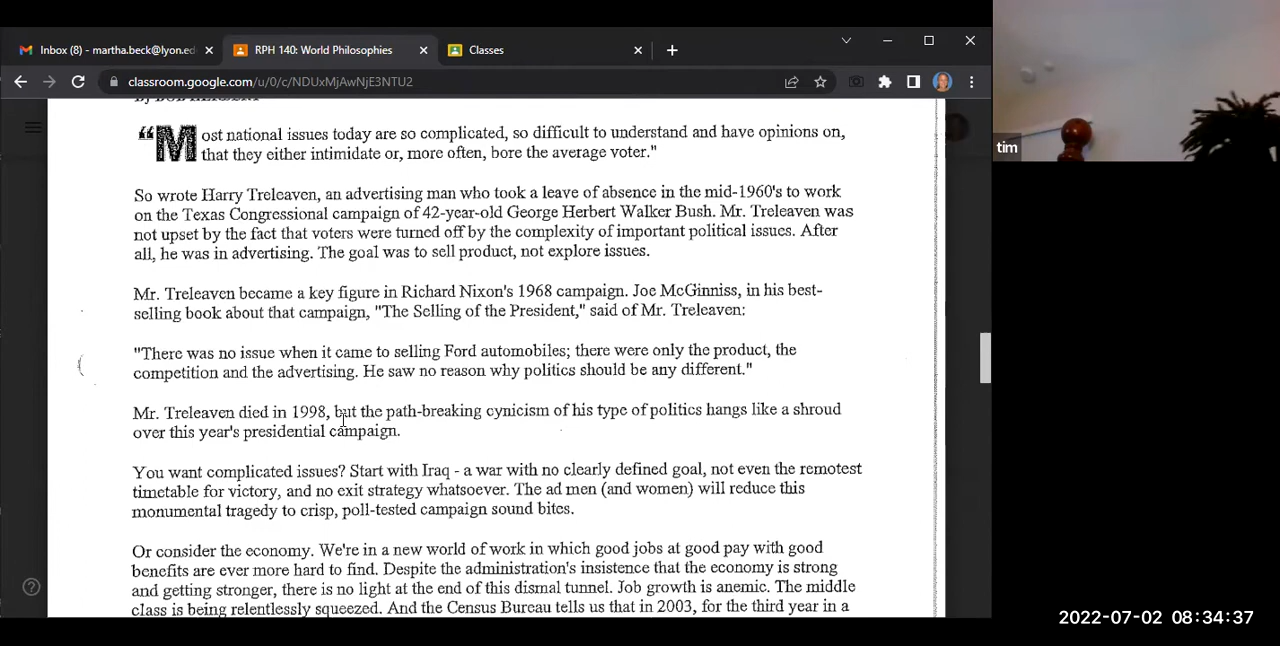 Inbox (8) - martha.beck@lyon.ed
RPH 140: World Philosophies
Classes
classroom.google.com/u/0/c/NDUxMjAwNjE3NTU2
"Most national issues today are so complicated, so difficult to understand and have opinions on,
that they either intimidate or, more often, bore the average voter."
So wrote Harry Treleaven, an advertising man who took a leave of absence in the mid-1960's to work
on the Texas Congressional campaign of 42-year-old George Herbert Walker Bush. Mr. Treleaven was
not upset by the fact that voters were turned off by the complexity of important political issues. After
all, he was in advertising. The goal was to sell product, not explore issues.
Mr. Treleaven became a key figure in Richard Nixon's 1968 campaign. Joe McGinniss, in his best-
selling book about that campaign, "The Selling of the President," said of Mr. Treleaven:
"There was no issue when it came to selling Ford automobiles; there were only the product, the
competition and the advertising. He saw no reason why politics should be any different."
Mr. Treleaven died in 1998, but the path-breaking cynicism of his type of politics hangs like a shroud
over this year's presidential campaign.
You want complicated issues? Start with Iraq - a war with no clearly defined goal, not even the remotest
timetable for victory, and no exit strategy whatsoever. The ad men (and women) will reduce this
monumental tragedy to crisp, poll-tested campaign sound bites.
Or consider the economy. We're in a new world of work in which good jobs at good pay with good
benefits are ever more hard to find. Despite the administration's insistence that the economy is strong
and getting stronger, there is no light at the end of this dismal tunnel. Job growth is anemic. The middle
class is being relentlessly squeezed. And the Census Bureau tells us that in 2003, for the third year in a
tim
2022-07-02 08:34:37